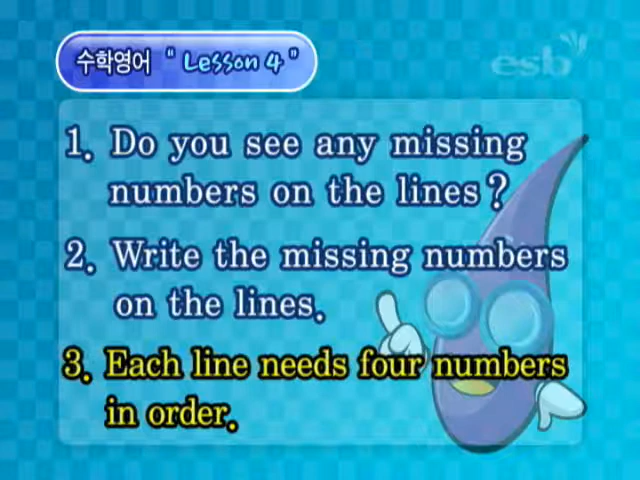 수학영어 "Lesson 4"
esb
1. Do you see any missing
numbers on the lines?
2. Write the missing numbers
on the lines.
3. Each line needs four numbers
in order.